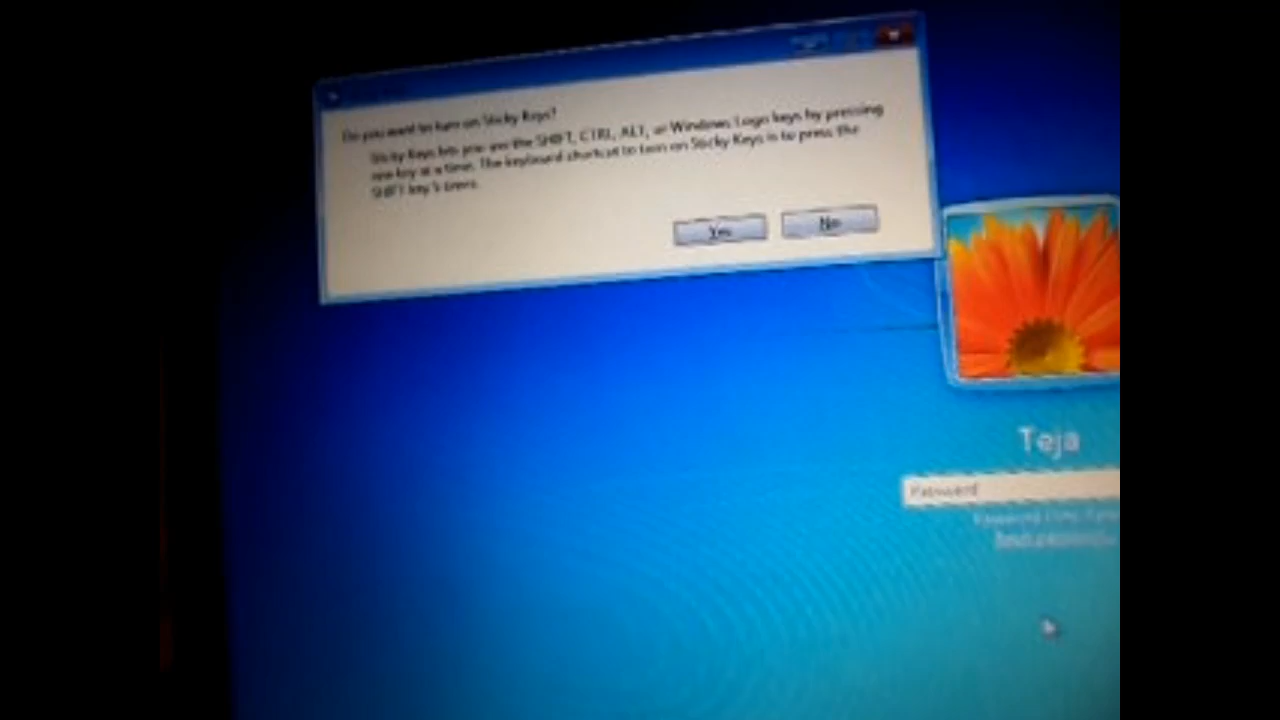 Do you want to turn on Sticky Keys?
Sticky Keys lets you use the SHIFT, CTRL, ALT, or Windows Logo keys by pressing
one key at a time. The keyboard shortcut to turn on Sticky Keys is to press the
SHIFT key 5 times.
Yes
No
Teja
Password